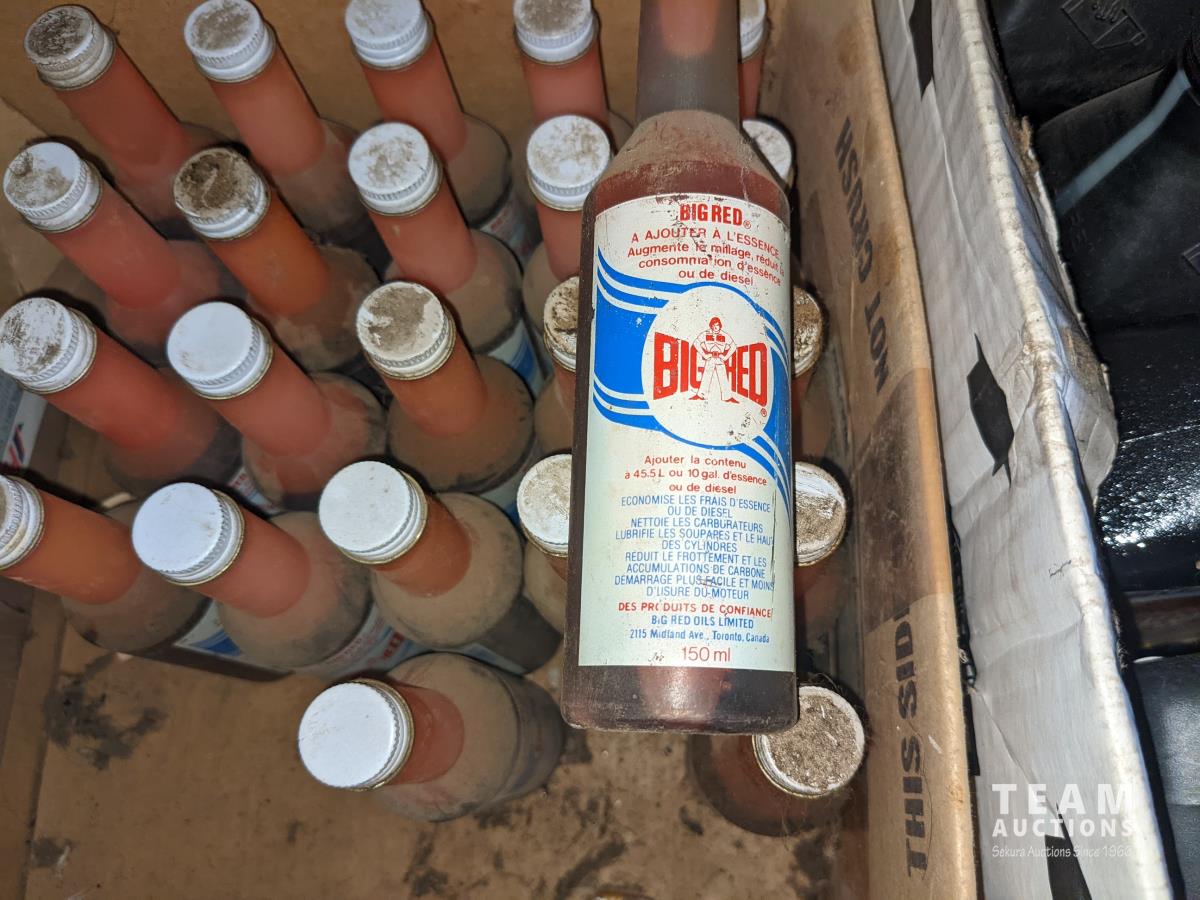 BIG RED®
A AJOUTER À L'ESSENCE
Augmente le millage, réduit la
consommation d'essence
ou de diesel
BIG RED®
Ajouter la contenu
à 45.5 L ou 10 gal. d'essence
ou de diesel
ECONOMISE LES FRAIS D'ESSENCE
OU DE DIESEL
NETTOIE LES CARBURATEURS
LUBRIFIE LES SOUPAPES ET LE HAUT
DES CYLINDRES
RÉDUIT LE FROTTEMENT ET LES
ACCUMULATIONS DE CARBONE
DÉMARRAGE PLUS FACILE ET MOINS
D'USURE DU MOTEUR
DES PRODUITS DE CONFIANCE
BIG RED OILS LIMITED
2115 Midland Ave., Toronto, Canada
150 ml
NOT CRUSH
THIS SID
TEAM
AUCTIONS
Sekura Auctions Since 1966